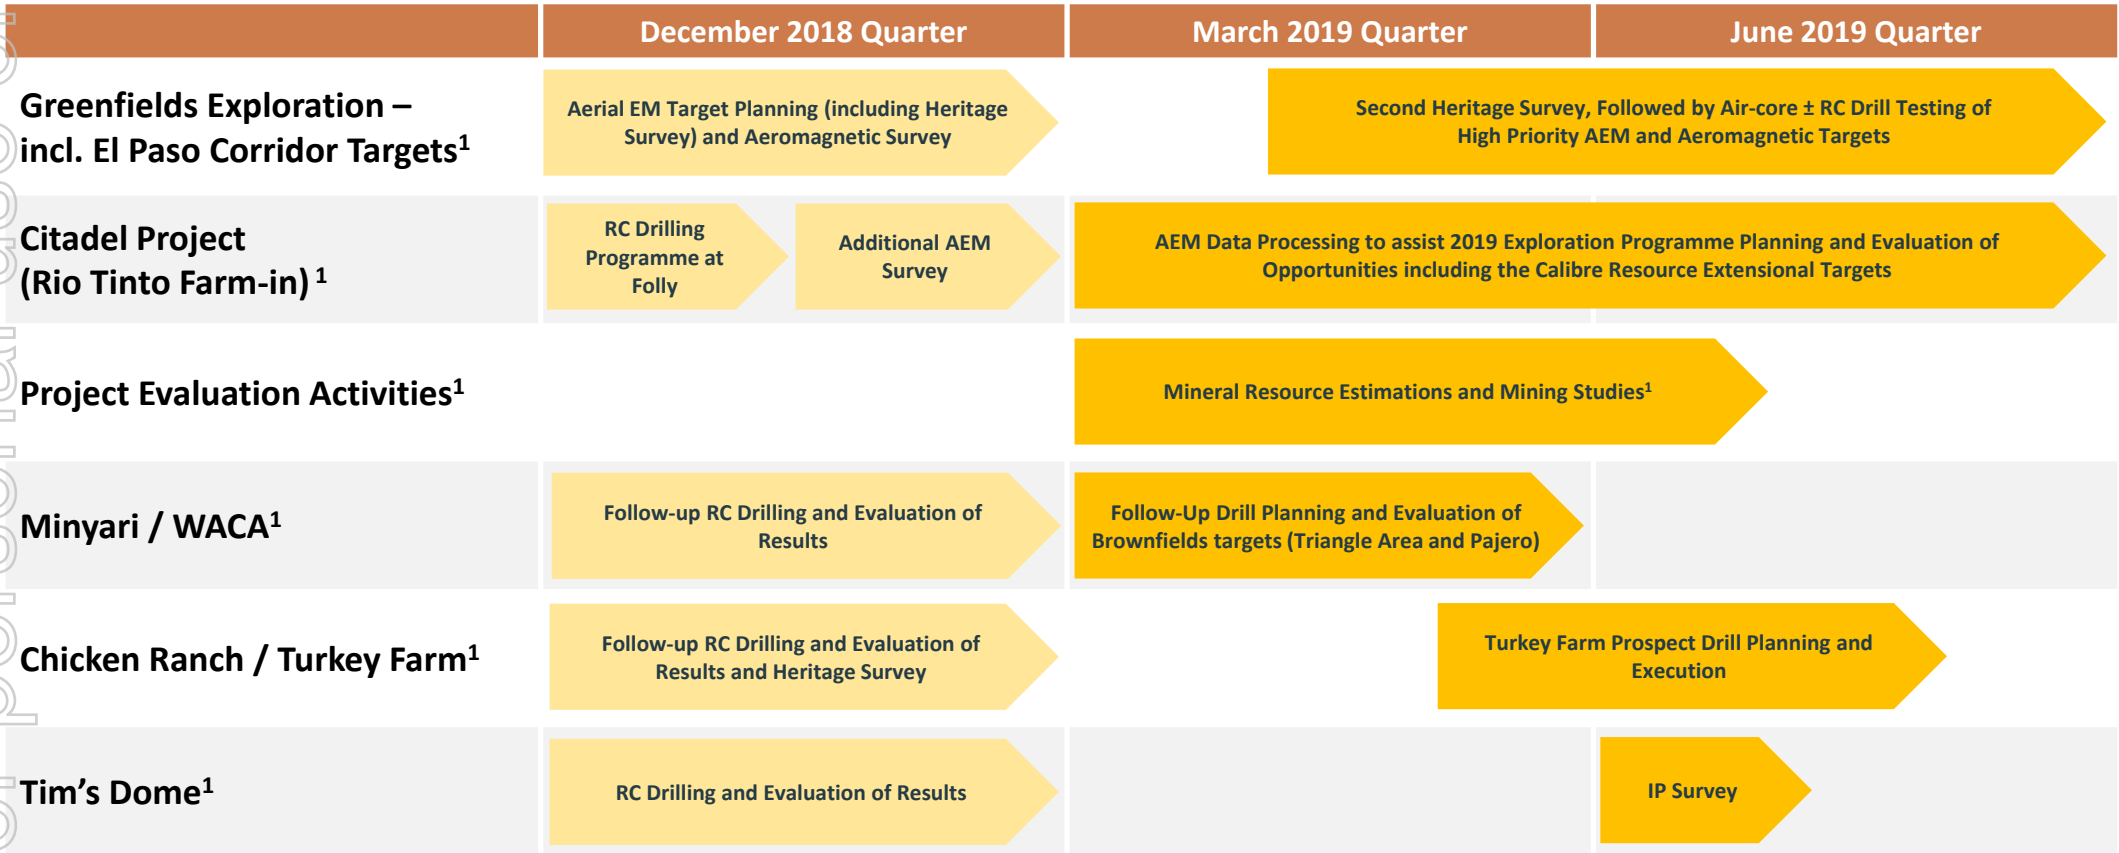 December 2018 Quarter
March 2019 Quarter
June 2019 Quarter
Greenfields Exploration –
incl. El Paso Corridor Targets¹
Aerial EM Target Planning (including Heritage
Survey) and Aeromagnetic Survey
Second Heritage Survey, Followed by Air-core ± RC Drill Testing of
High Priority AEM and Aeromagnetic Targets
Citadel Project
(Rio Tinto Farm-in) ¹
RC Drilling
Programme at
Folly
Additional AEM
Survey
AEM Data Processing to assist 2019 Exploration Programme Planning and Evaluation of
Opportunities including the Calibre Resource Extensional Targets
Project Evaluation Activities¹
Mineral Resource Estimations and Mining Studies¹
Minyari / WACA¹
Follow-up RC Drilling and Evaluation of
Results
Follow-Up Drill Planning and Evaluation of
Brownfields targets (Triangle Area and Pajero)
Chicken Ranch / Turkey Farm¹
Follow-up RC Drilling and Evaluation of
Results and Heritage Survey
Turkey Farm Prospect Drill Planning and
Execution
Tim’s Dome¹
RC Drilling and Evaluation of Results
IP Survey